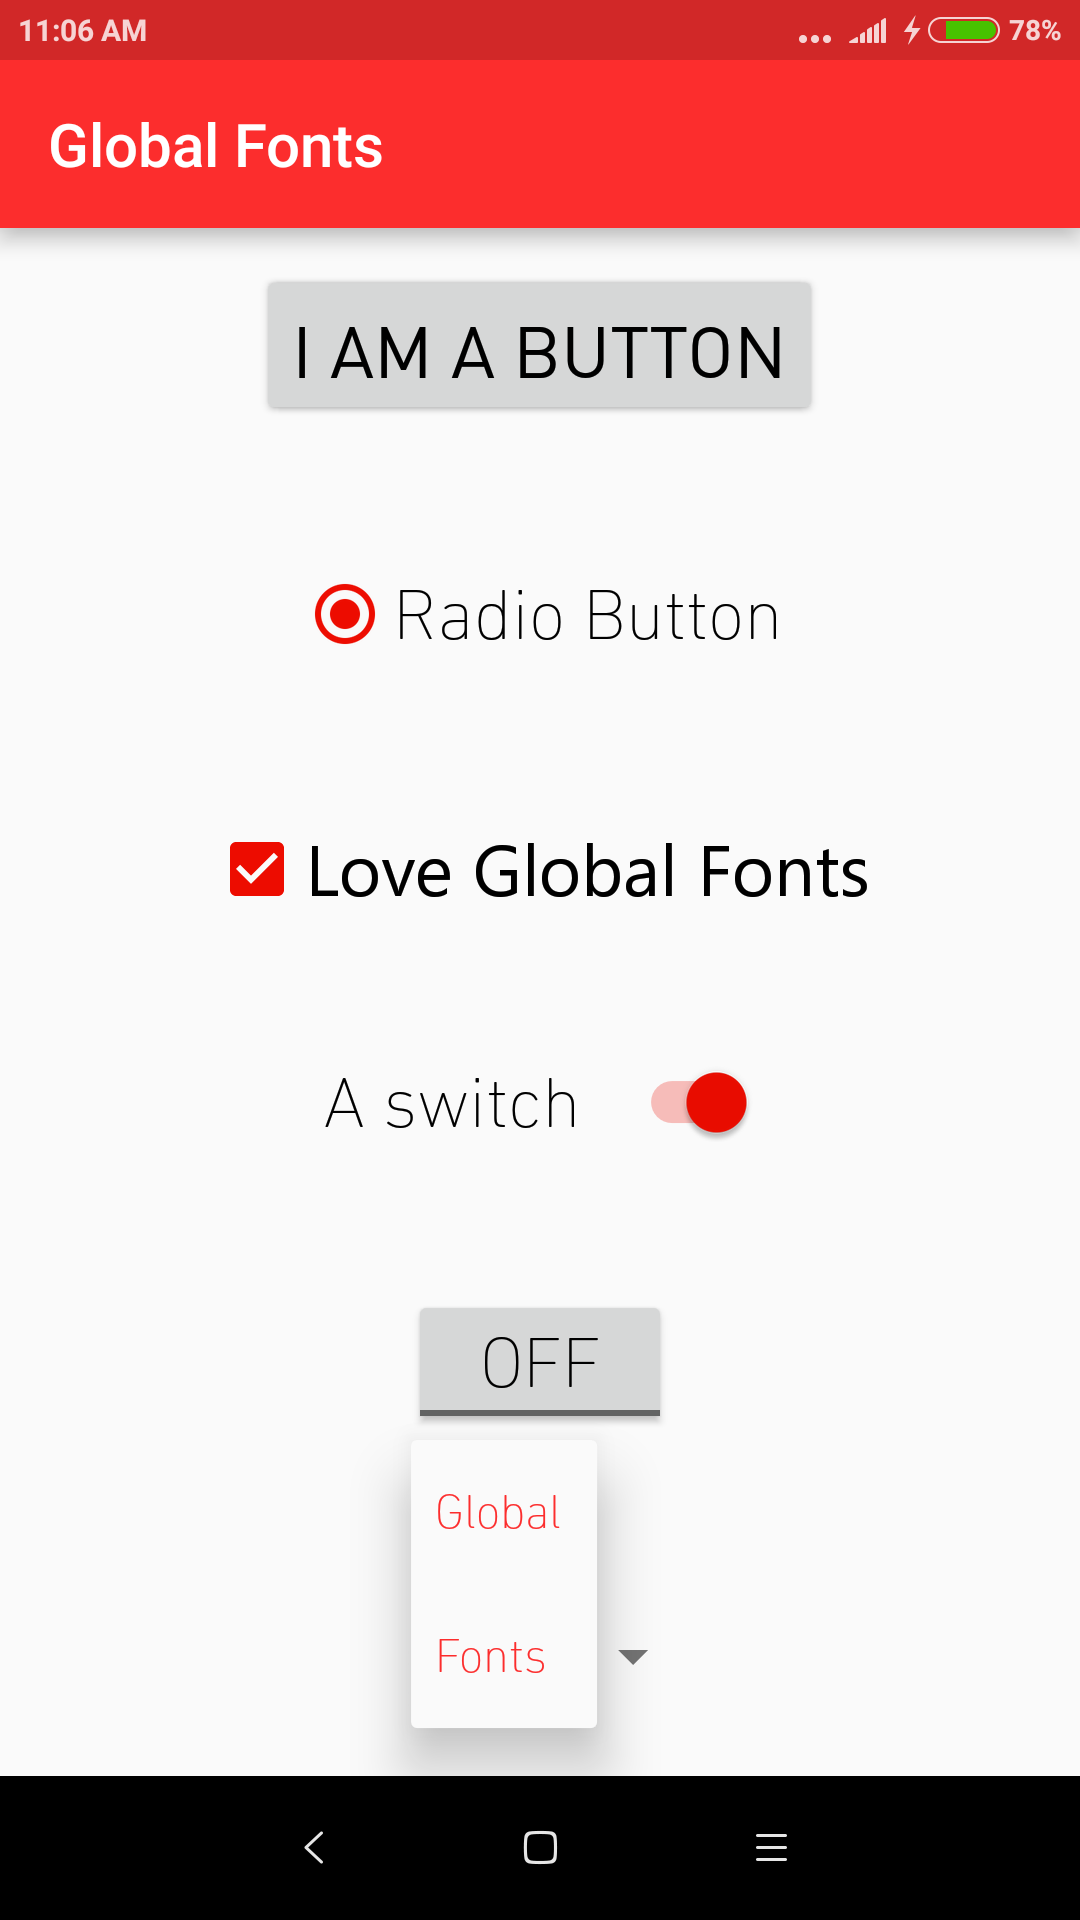 11:06 AM 78%
Global Fonts
I AM A BUTTON
Radio Button
Love Global Fonts
A switch
OFF
Global
Fonts